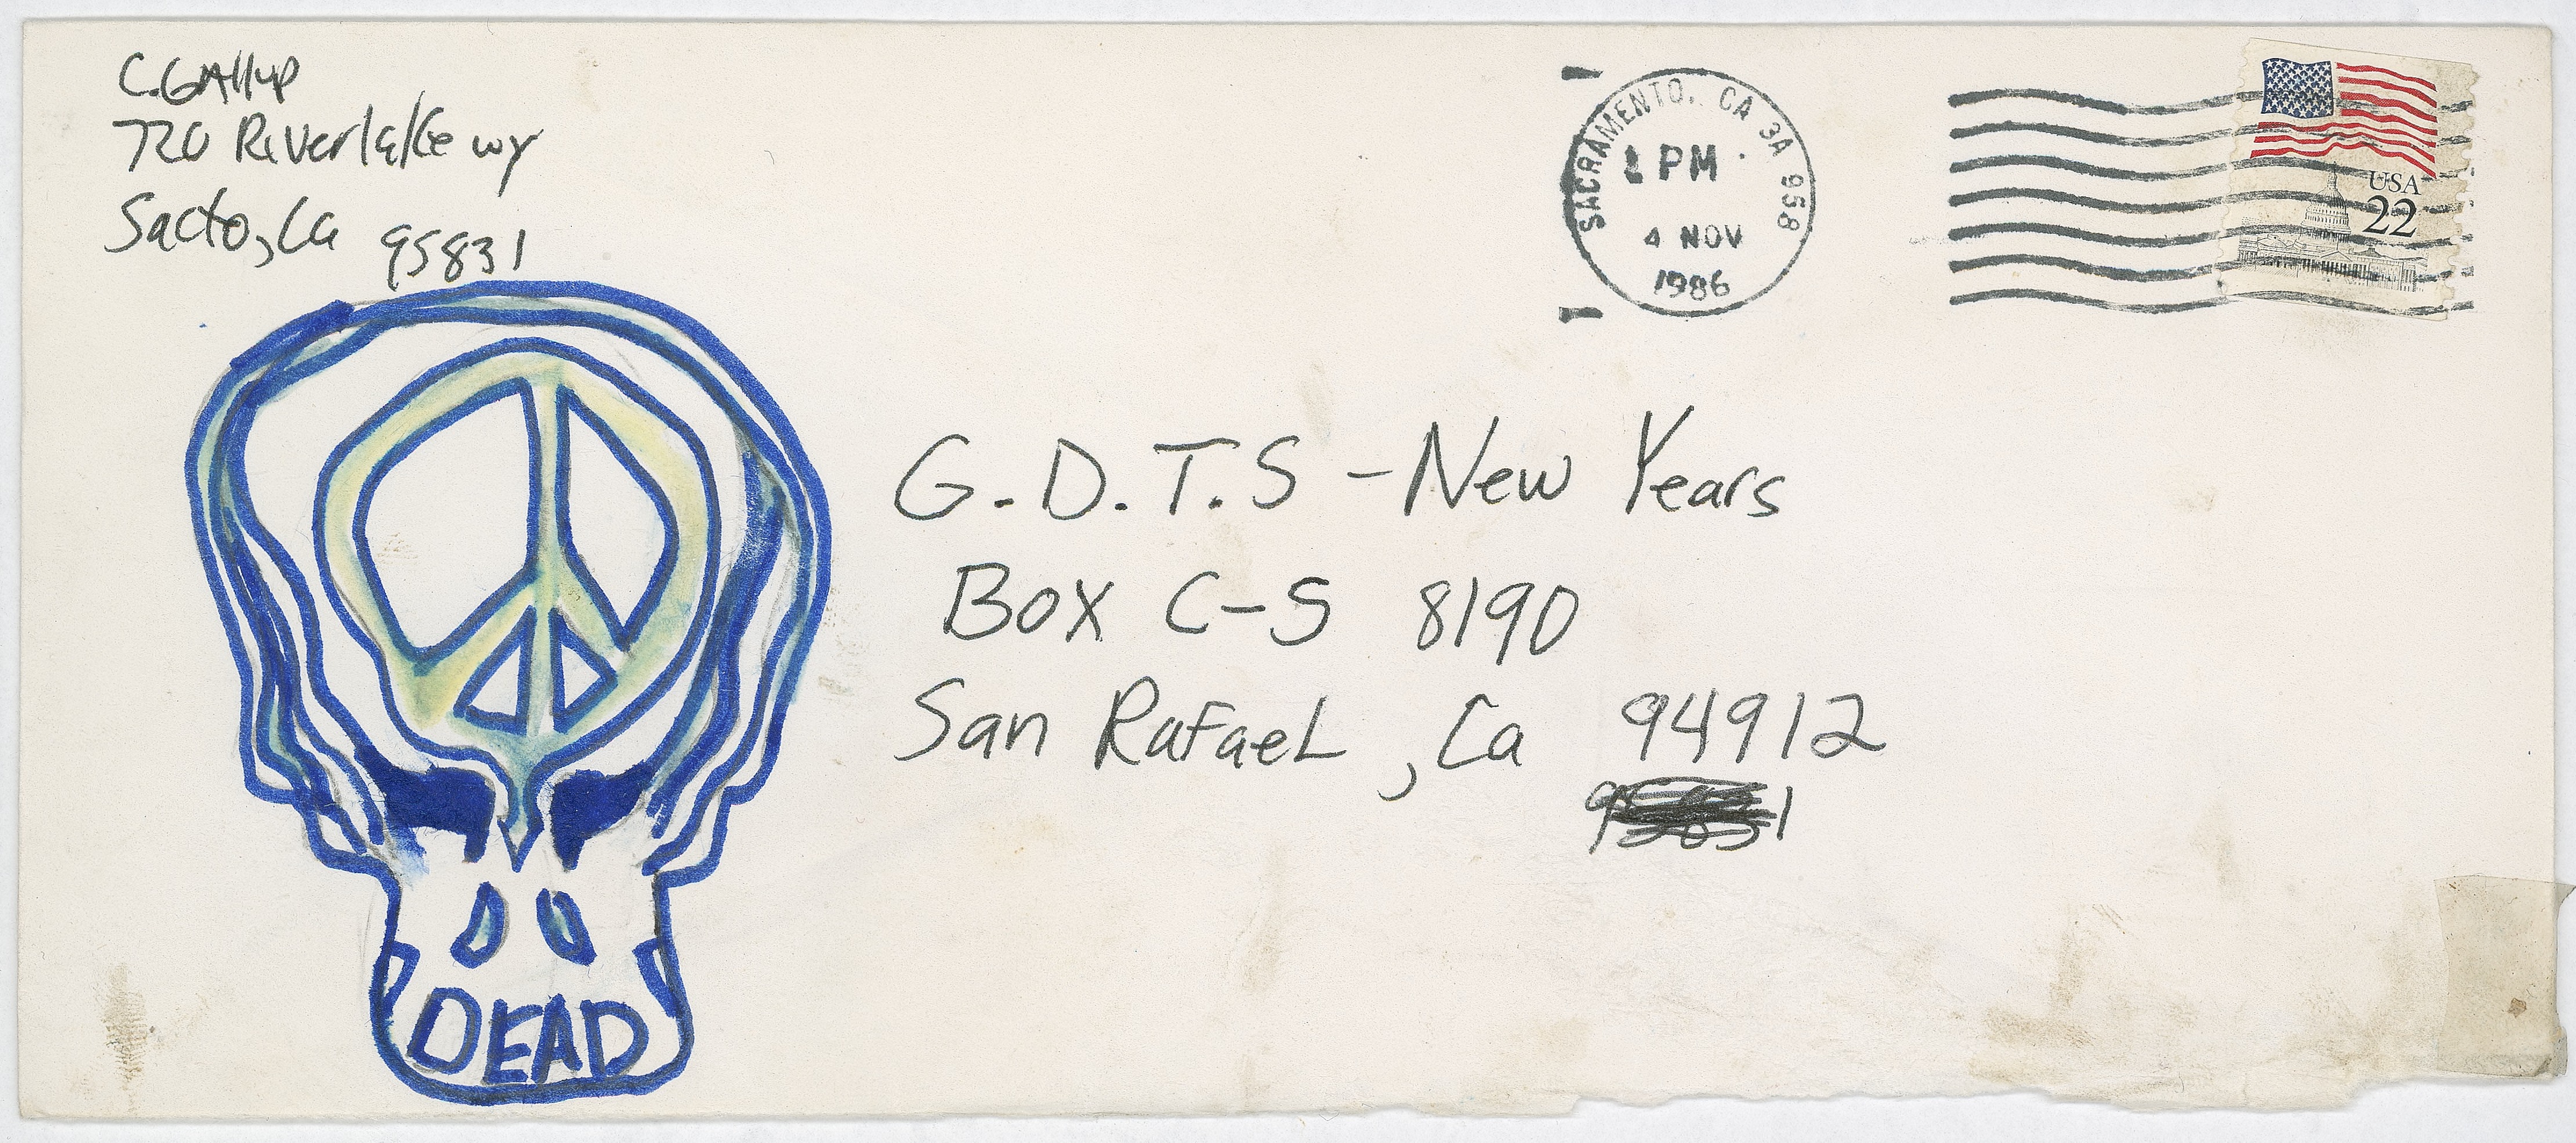 C. Gallup
720 Riverlake wy
Sacto, Ca 95831
SACRAMENTO, CA 3A 958
PM
4 NOV
1986
USA
22
G.D.T.S - New Years
Box C-S 8190
San Rafael, Ca 94912
DEAD